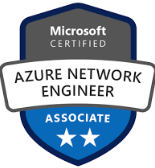 Microsoft
CERTIFIED
AZURE NETWORK
ENGINEER
ASSOCIATE